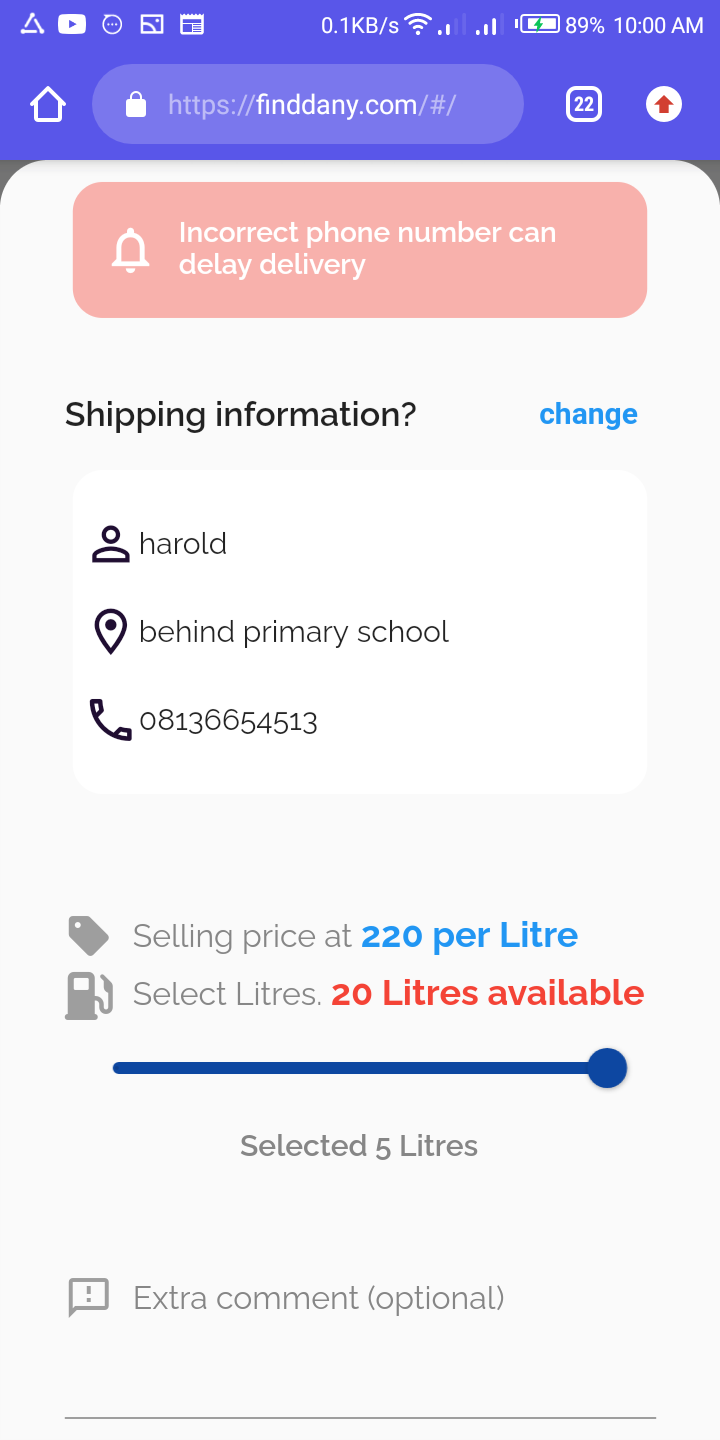 0.1KB/s 89% 10:00 AM
https://finddany.com/#/ 22
Incorrect phone number can
delay delivery
Shipping information? change
harold
behind primary school
08136654513
Selling price at 220 per Litre
Select Litres. 20 Litres available
Selected 5 Litres
Extra comment (optional)